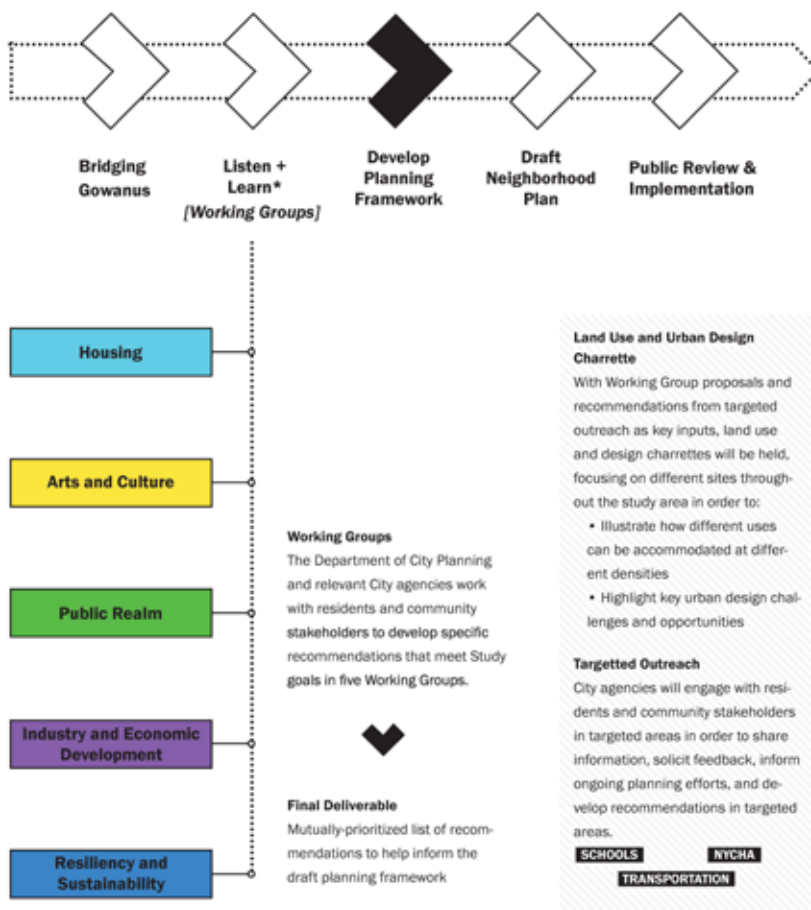 Bridging
Gowanus
Listen +
Learn*
[Working Groups]
Develop
Planning
Framework
Draft
Neighborhood
Plan
Public Review &
Implementation
Housing
Arts and Culture
Public Realm
Industry and Economic
Development
Resiliency and
Sustainability
Working Groups
The Department of City Planning
and relevant City agencies work
with residents and community
stakeholders to develop specific
recommendations that meet Study
goals in five Working Groups.
Final Deliverable
Mutually-prioritized list of recom-
mendations to help inform the
draft planning framework
Land Use and Urban Design
Charrette
With Working Group proposals and
recommendations from targeted
outreach as key inputs, land use
and design charrettes will be held,
focusing on different sites through-
out the study area in order to:
• Illustrate how different uses
can be accommodated at differ-
ent densities
• Highlight key urban design chal-
lenges and opportunities
Targetted Outreach
City agencies will engage with resi-
dents and community stakeholders
in targeted areas in order to share
information, solicit feedback, inform
ongoing planning efforts, and de-
velop recommendations in targeted
areas.
SCHOOLS NYCHA
TRANSPORTATION